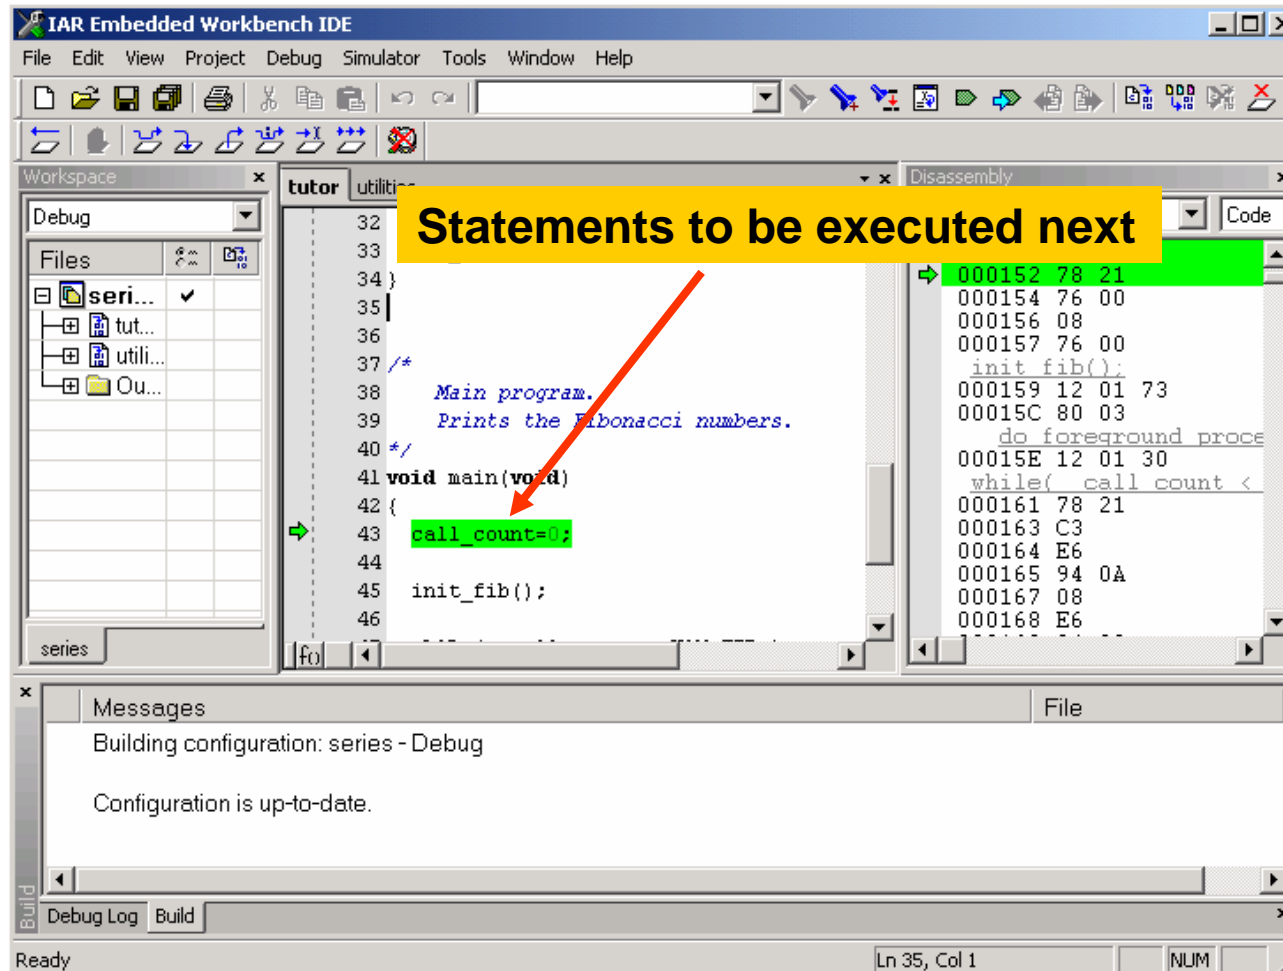 IAR Embedded Workbench IDE
File Edit View Project Debug Simulator Tools Window Help
Workspace
Debug
Files
seri...
tut...
utili...
Ou...
series
tutor
Statements to be executed next
32
33
34 }
35
36
37 /*
38 Main program.
39 Prints the Fibonacci numbers.
40 */
41 void main(void)
42 {
43 call_count=0;
44
45 init_fib();
46
Disassembly
Code
000152 78 21
000154 76 00
000156 08
000157 76 00
init_fib();
000159 12 01 73
00015C 80 03
do_foreground_proce
00015E 12 01 30
while( call_count <
000161 78 21
000163 C3
000164 E6
000165 94 0A
000167 08
000168 E6
Messages File
Building configuration: series - Debug
Configuration is up-to-date.
Build
Debug Log Build
Ready Ln 35, Col 1 NUM